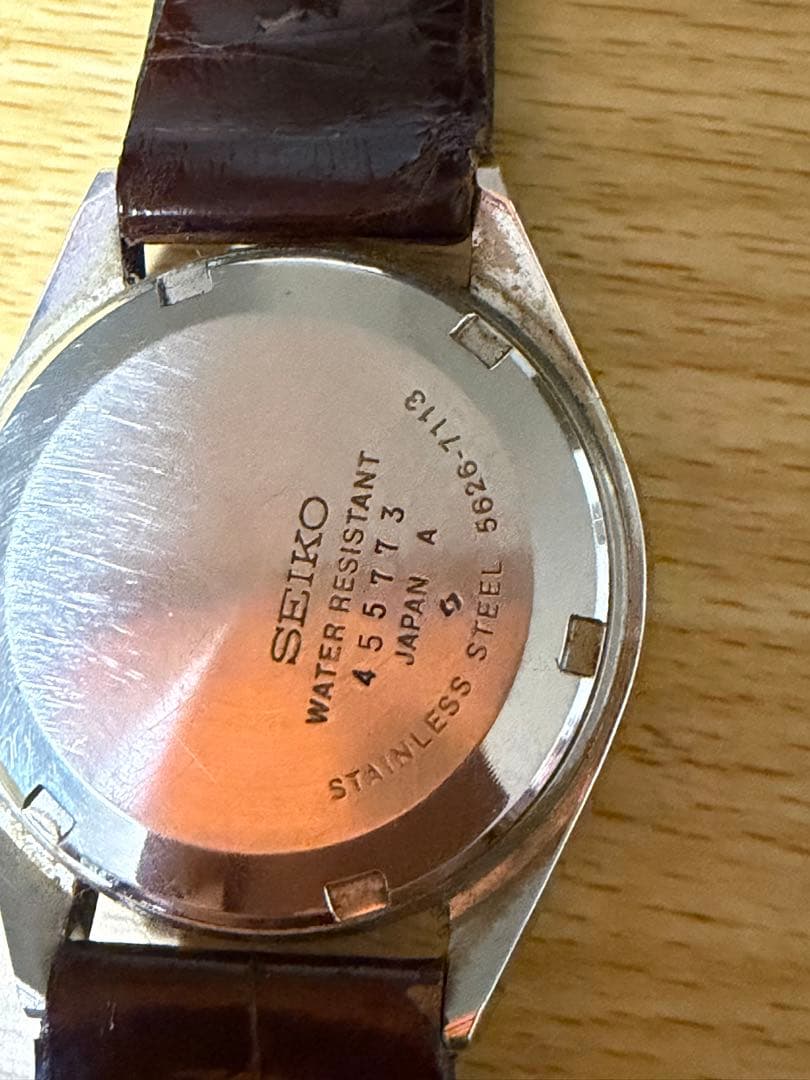 SEIKO
WATER RESISTANT
455773
JAPAN A
STAINLESS STEEL 5626-7113